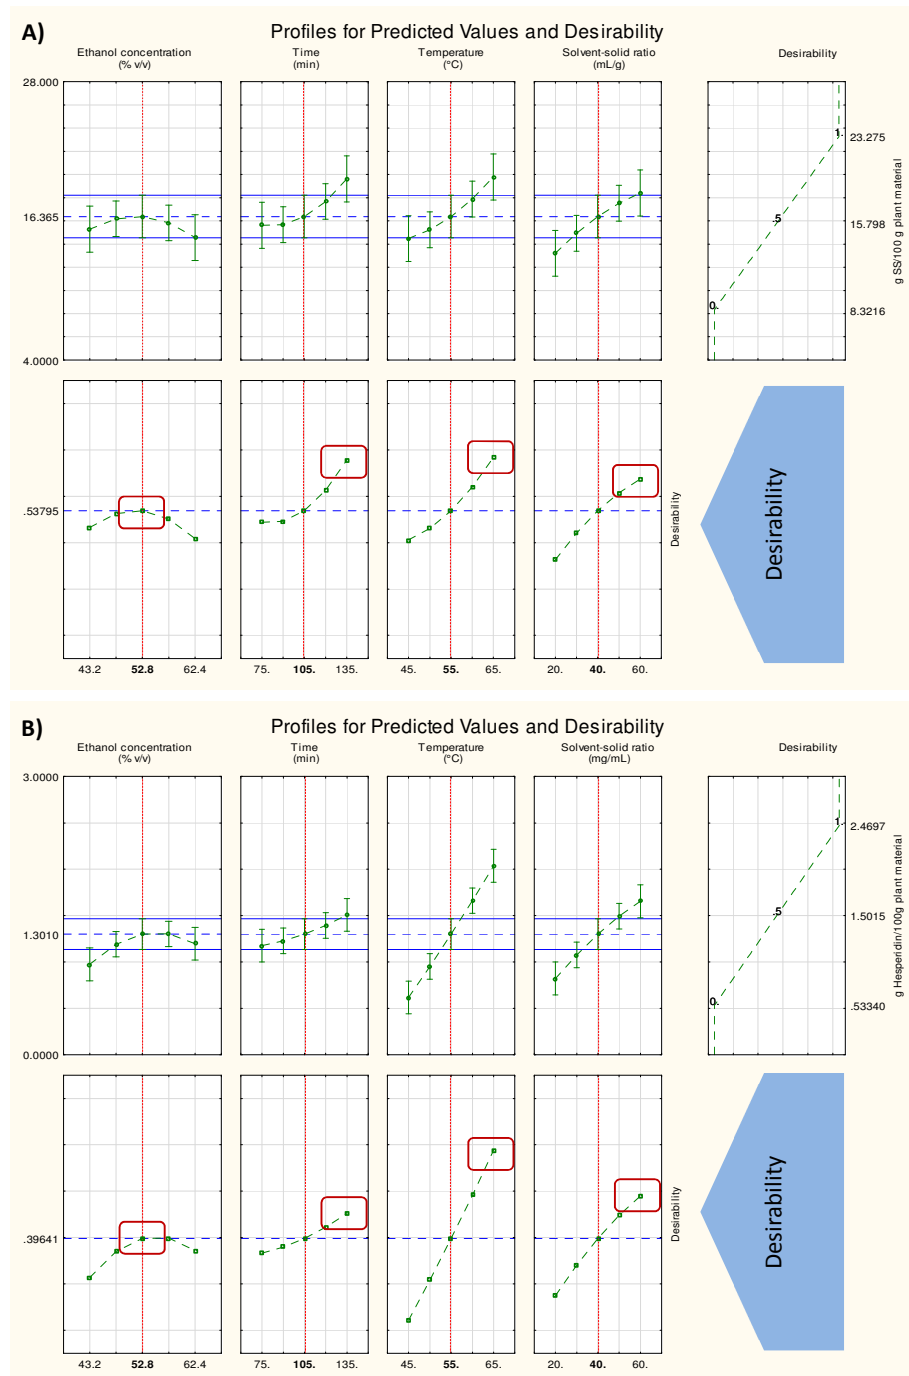 A)
Profiles for Predicted Values and Desirability
Ethanol concentration
(% v/v)
Time
(min)
Temperature
(°C)
Solvent-solid ratio
(mL/g)
Desirability
28.000
16.365
4.0000
1.
.5
0.
23.275
15.798
8.3216
g SS/100 g plant material
.53795
Desirability
Desirability
43.2 52.8 62.4
75. 105. 135.
45. 55. 65.
20. 40. 60.
B)
Profiles for Predicted Values and Desirability
Ethanol concentration
(% v/v)
Time
(min)
Temperature
(°C)
Solvent-solid ratio
(mg/mL)
Desirability
3.0000
1.3010
0.0000
1.
.5
0.
2.4697
1.5015
.53340
g Hesperidin/100g plant material
.39641
Desirability
Desirability
43.2 52.8 62.4
75. 105. 135.
45. 55. 65.
20. 40. 60.